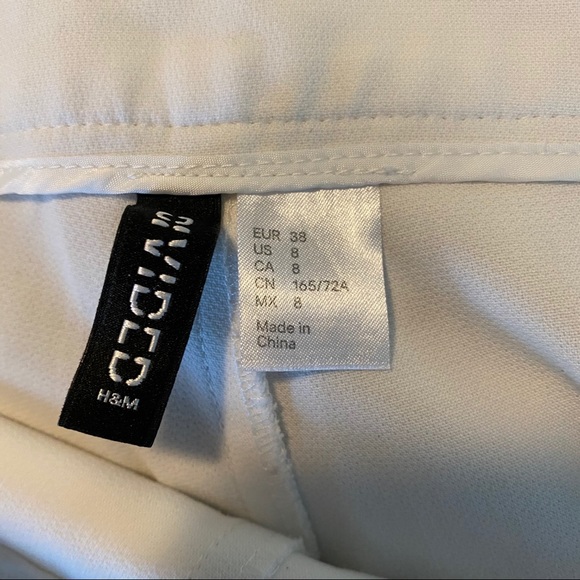 DIVIDED
H&M
EUR 38
US 8
CA 8
CN 165/72A
MX 8
Made in
China